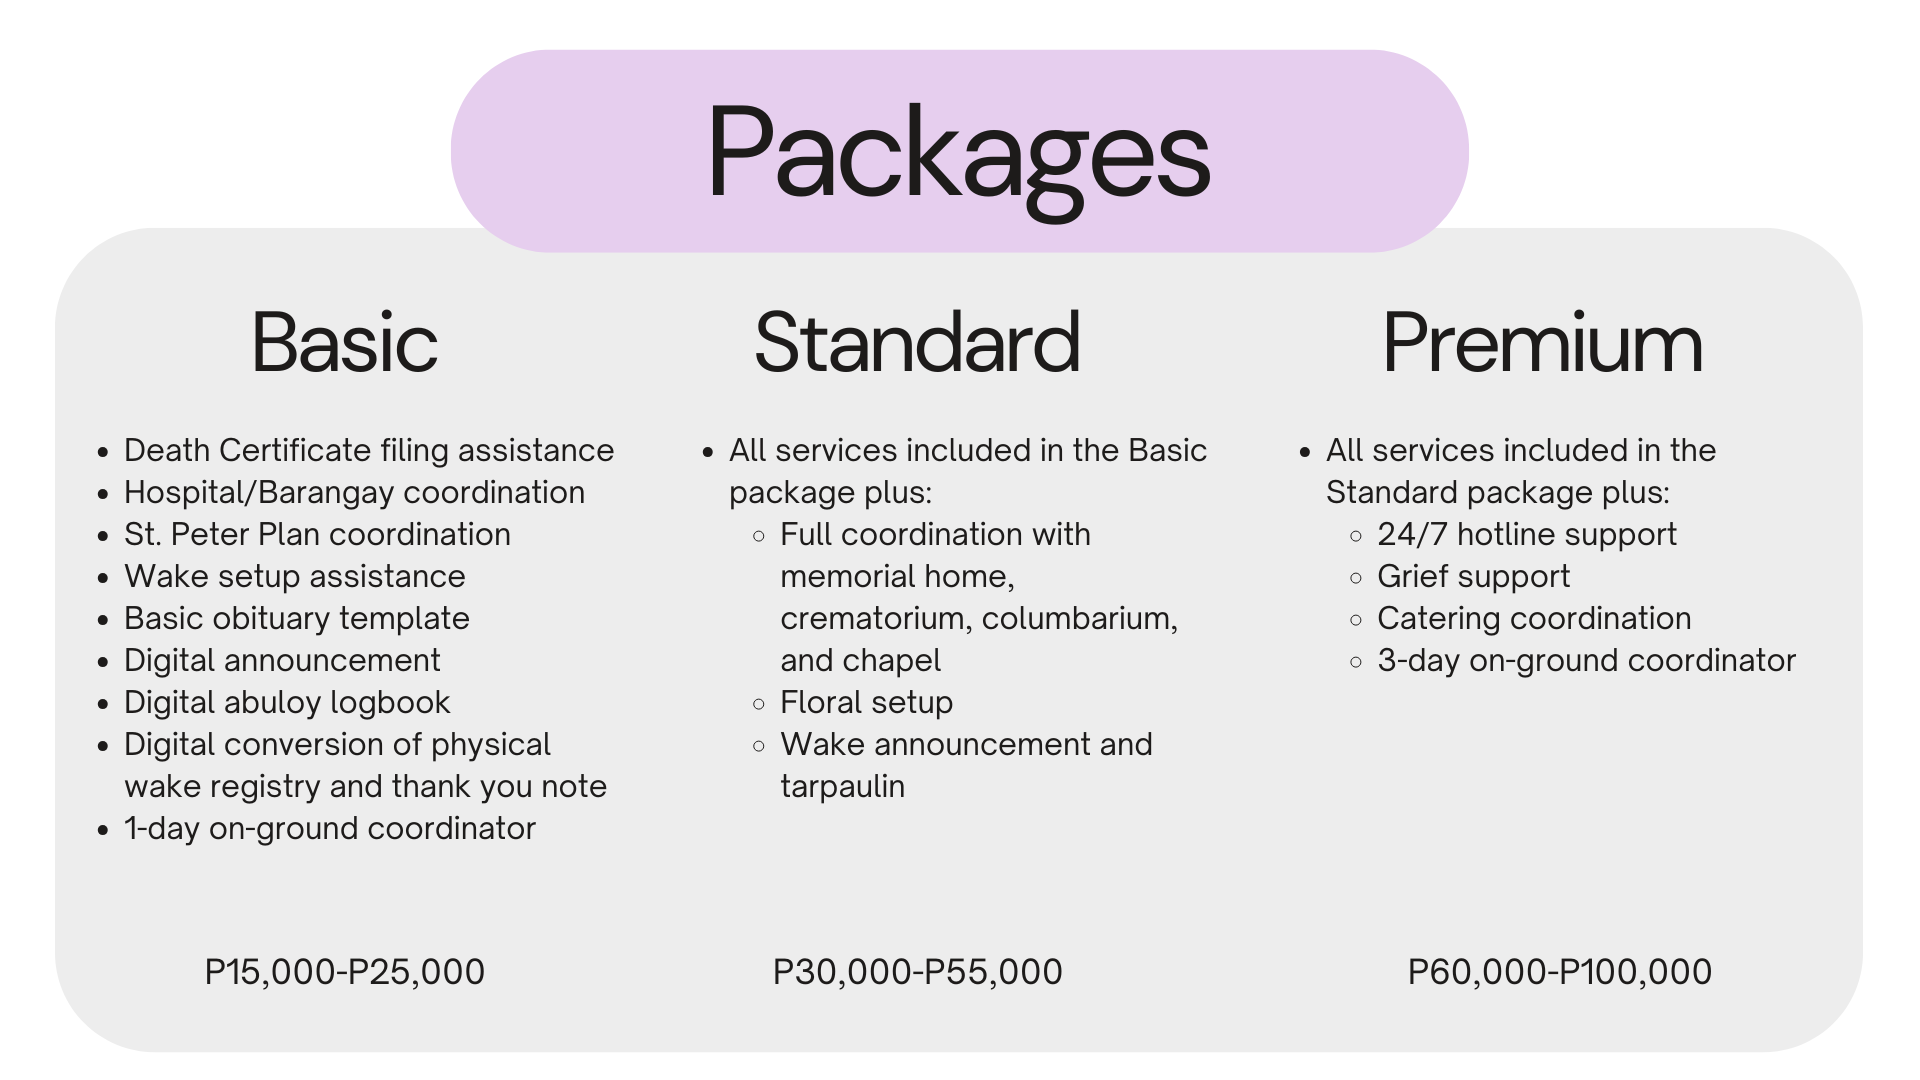 Packages
Basic
• Death Certificate filing assistance
• Hospital/Barangay coordination
• St. Peter Plan coordination
• Wake setup assistance
• Basic obituary template
• Digital announcement
• Digital abuloy logbook
• Digital conversion of physical
wake registry and thank you note
• 1-day on-ground coordinator
P15,000-P25,000
Standard
• All services included in the Basic
package plus:
◦ Full coordination with
memorial home,
crematorium, columbarium,
and chapel
◦ Floral setup
◦ Wake announcement and
tarpaulin
P30,000-P55,000
Premium
• All services included in the
Standard package plus:
◦ 24/7 hotline support
◦ Grief support
◦ Catering coordination
◦ 3-day on-ground coordinator
P60,000-P100,000